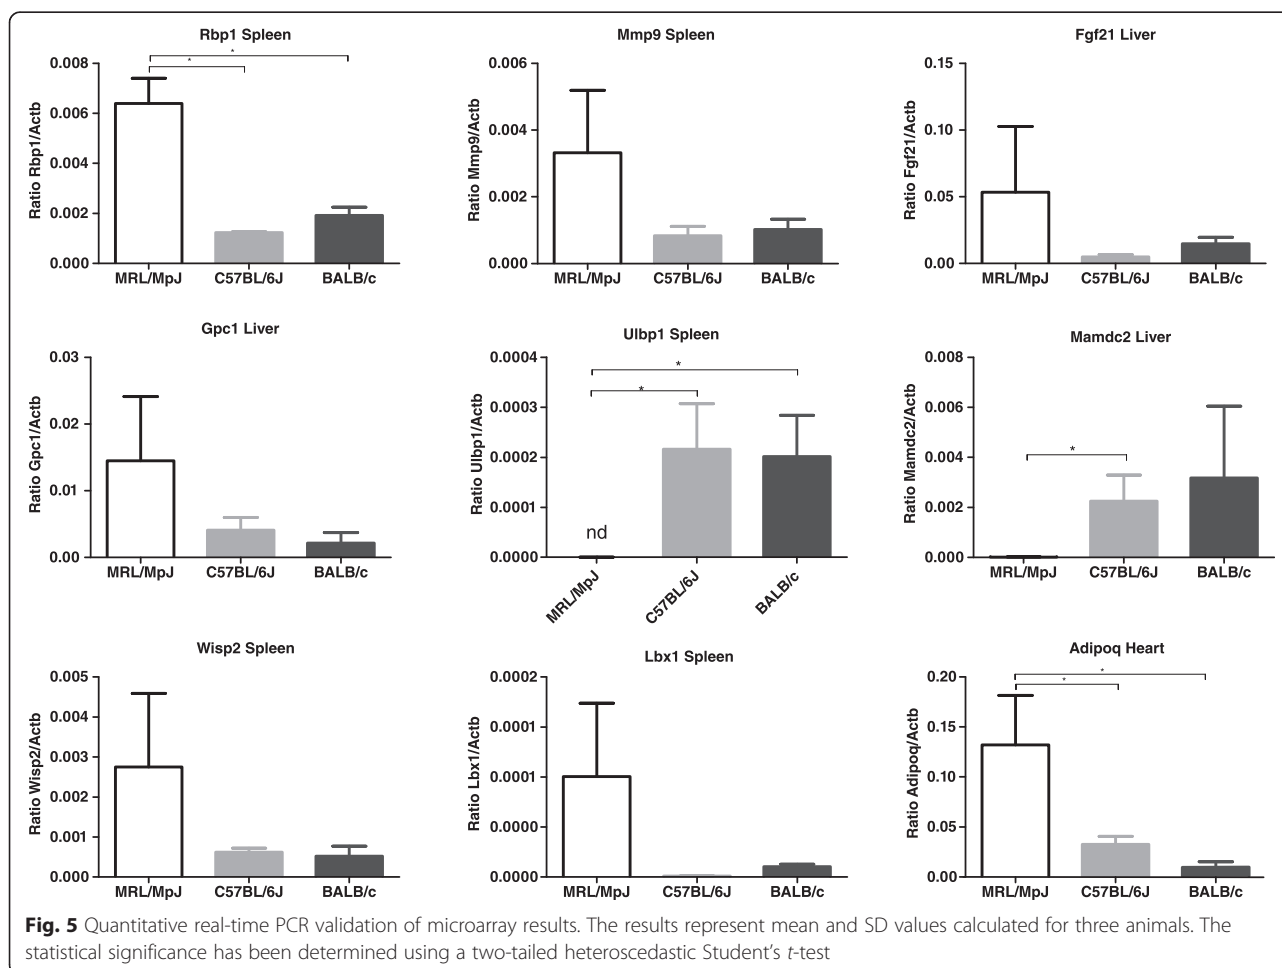 Rbp1 Spleen
Ratio Rbp1/Actb
0.008
0.006
0.004
0.002
0.000
*
*
MRL/MpJ C57BL/6J BALB/c
Mmp9 Spleen
Ratio Mmp9/Actb
0.006
0.004
0.002
0.000
MRL/MpJ C57BL/6J BALB/c
Fgf21 Liver
Ratio Fgf21/Actb
0.15
0.10
0.05
0.00
MRL/MpJ C57BL/6J BALB/c
Gpc1 Liver
Ratio Gpc1/Actb
0.03
0.02
0.01
0.00
MRL/MpJ C57BL/6J BALB/c
Ulbp1 Spleen
Ratio Ulbp1/Actb
0.0004
0.0003
0.0002
0.0001
0.0000
*
*
nd
MRL/MpJ C57BL/6J BALB/c
Mamdc2 Liver
Ratio Mamdc2/Actb
0.008
0.006
0.004
0.002
0.000
*
MRL/MpJ C57BL/6J BALB/c
Wisp2 Spleen
Ratio Wisp2/Actb
0.005
0.004
0.003
0.002
0.001
0.000
MRL/MpJ C57BL/6J BALB/c
Lbx1 Spleen
Ratio Lbx1/Actb
0.0002
0.0001
0.0001
0.0000
0.0000
MRL/MpJ C57BL/6J BALB/c
Adipoq Heart
Ratio Adipoq/Actb
0.20
0.15
0.10
0.05
0.00
*
*
MRL/MpJ C57BL/6J BALB/c
Fig. 5 Quantitative real-time PCR validation of microarray results. The results represent mean and SD values calculated for three animals. The
statistical significance has been determined using a two-tailed heteroscedastic Student’s t-test